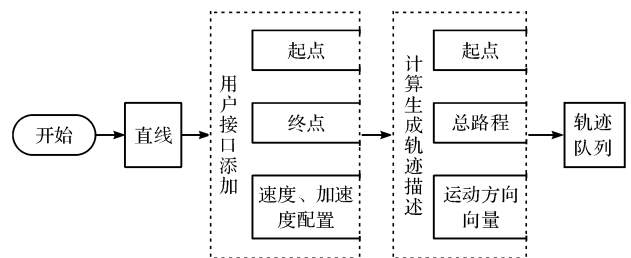 开始
直线
用户接口添加
起点
终点
速度、加速
度配置
计算生成轨迹描述
起点
总路程
运动方向
向量
轨迹
队列